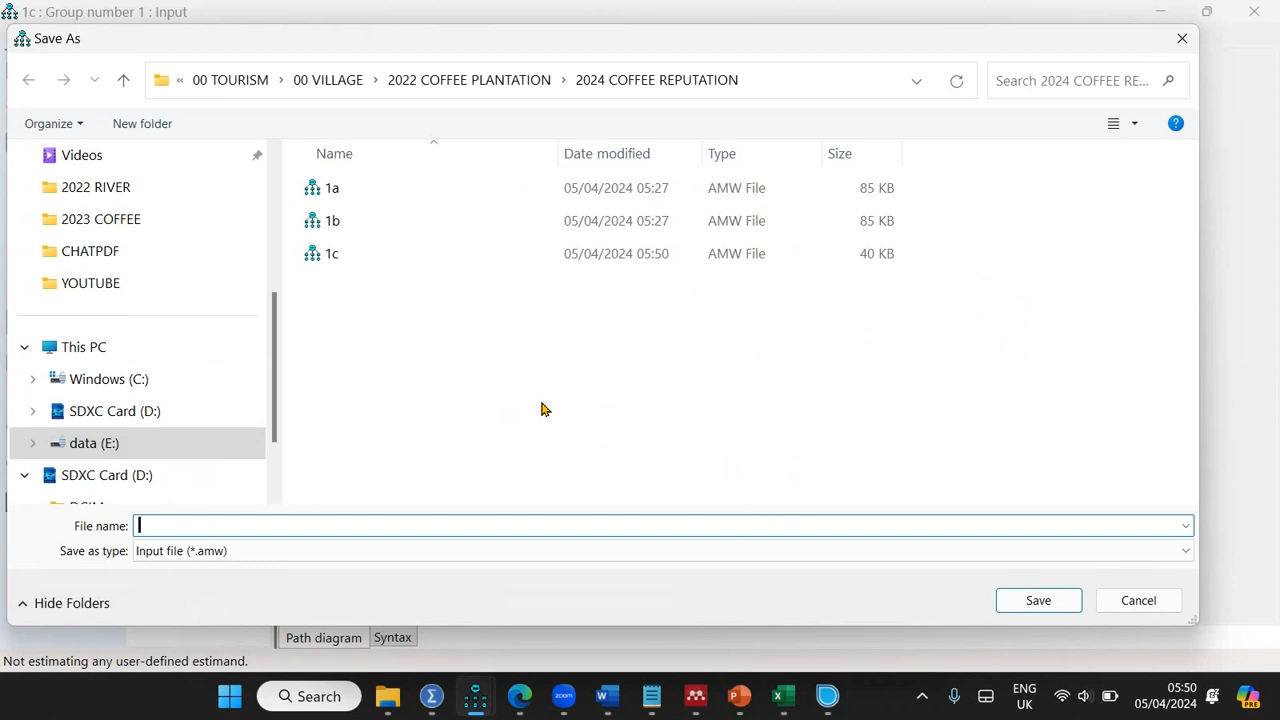 1c : Group number 1 : Input
Save As
« 00 TOURISM › 00 VILLAGE › 2022 COFFEE PLANTATION › 2024 COFFEE REPUTATION
Search 2024 COFFEE RE...
Organize New folder
Name Date modified Type Size
Videos
2022 RIVER
2023 COFFEE
CHATPDF
YOUTUBE
This PC
Windows (C:)
SDXC Card (D:)
data (E:)
SDXC Card (D:)
1a 05/04/2024 05:27 AMW File 85 KB
1b 05/04/2024 05:27 AMW File 85 KB
1c 05/04/2024 05:50 AMW File 40 KB
File name:
Save as type: Input file (*.amw)
Hide Folders
Save Cancel
Path diagram Syntax
Not estimating any user-defined estimand.
Search
ENG
UK
05:50
05/04/2024
PRE